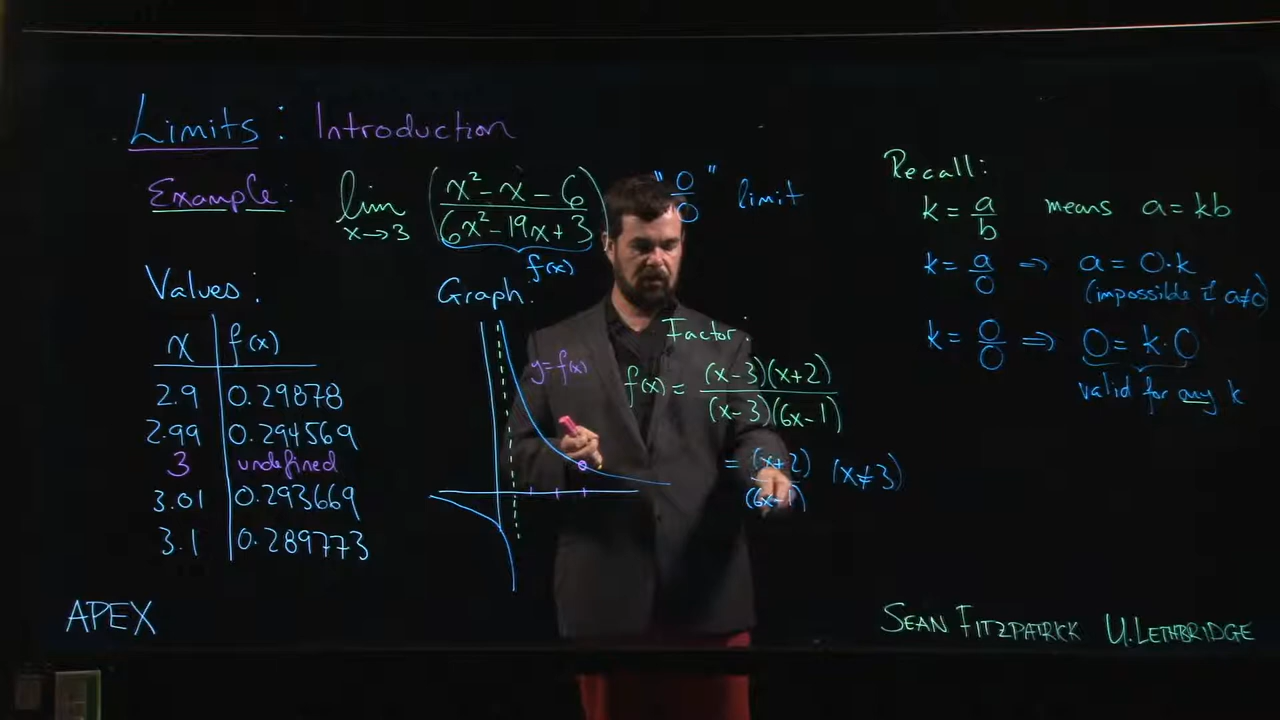 Limits: Introduction
Example: lim x→3 (x² - x - 6 / 6x² - 19x + 3) "0/0" limit
f(x)
Values:
x f(x)
2.9 0.29878
2.99 0.294569
3 undefined
3.01 0.293669
3.1 0.289773
Graph:
y=f(x)
Factor:
f(x) = (x-3)(x+2) / (x-3)(6x-1)
= (x+2) / (6x-1) (x≠3)
Recall:
k = a/b means a = kb
k = a/0 ⇒ a = 0·k
(impossible if a≠0)
k = 0/0 ⇒ 0 = k·0
valid for any k
APEX
SEAN FITZPATRICK U. LETHBRIDGE